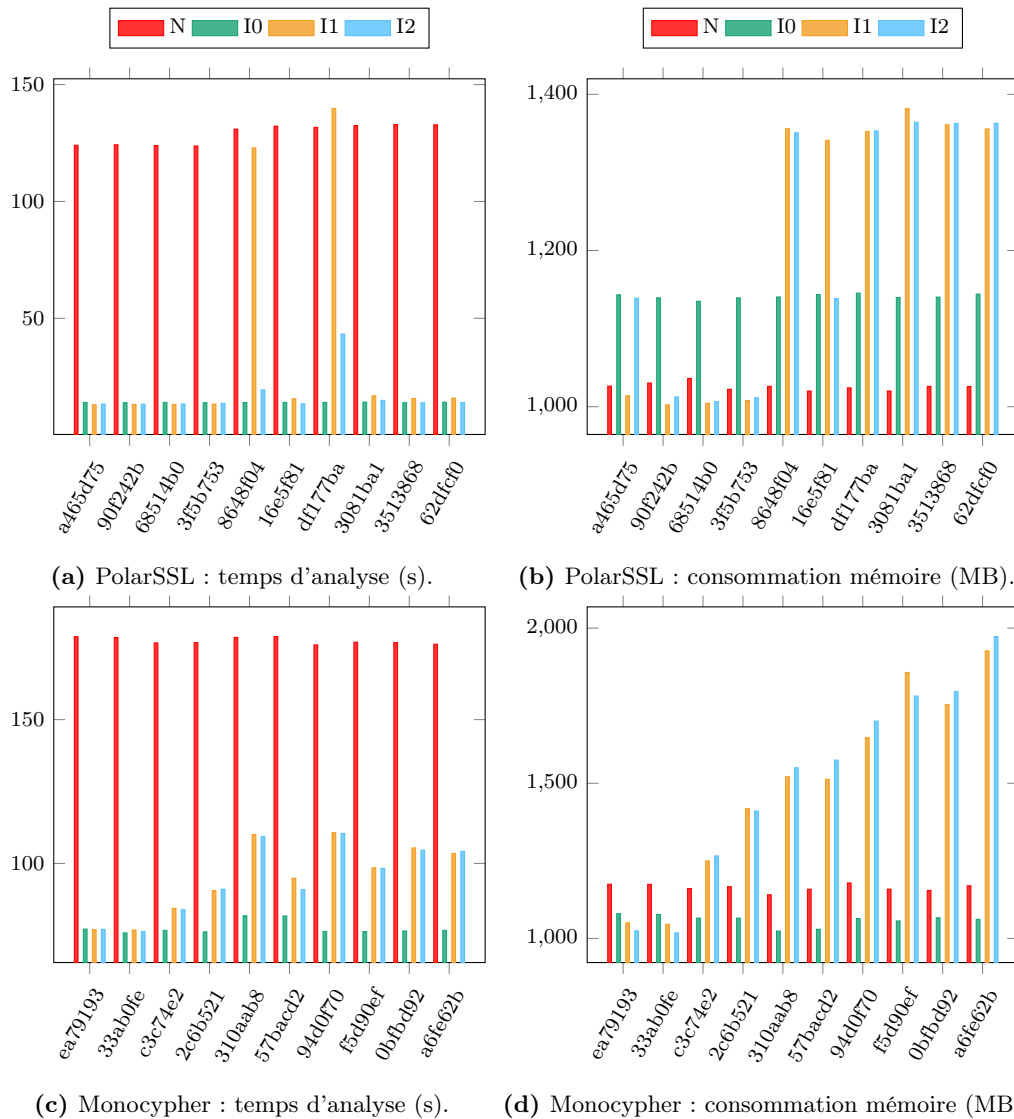 N I0 I1 I2
N I0 I1 I2
150
100
50
a465d75
90f242b
68514b0
3f5b753
8648f04
16e5f81
df177ba
3081ba1
3513868
62dfcf0
(a) PolarSSL : temps d'analyse (s).
1,400
1,200
1,000
a465d75
90f242b
68514b0
3f5b753
8648f04
16e5f81
df177ba
3081ba1
3513868
62dfcf0
(b) PolarSSL : consommation mémoire (MB).
150
100
ea79193
33ab0fe
c3c74e2
2c6b521
310aab8
57bacd2
94d0f70
f5d90ef
0bfbd92
a6fe62b
(c) Monocypher : temps d'analyse (s).
2,000
1,500
1,000
ea79193
33ab0fe
c3c74e2
2c6b521
310aab8
57bacd2
94d0f70
f5d90ef
0bfbd92
a6fe62b
(d) Monocypher : consommation mémoire (MB